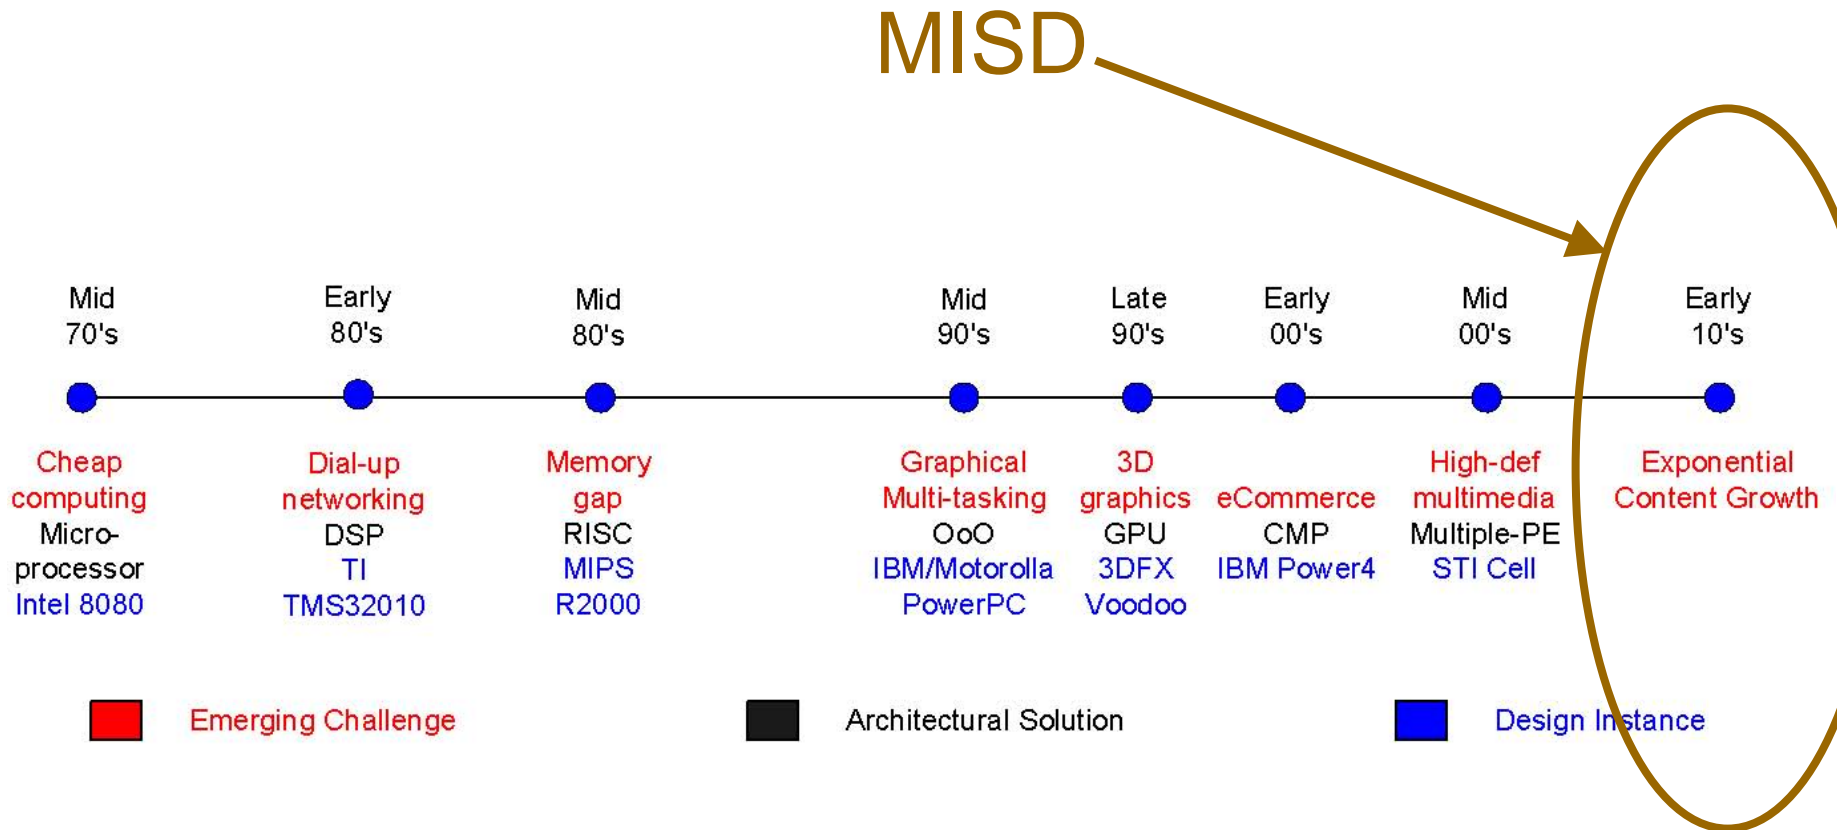 MISD
Mid
70's
Early
80's
Mid
80's
Mid
90's
Late
90's
Early
00's
Mid
00's
Early
10's
Cheap
computing
Micro-
processor
Intel 8080
Dial-up
networking
DSP
TI
TMS32010
Memory
gap
RISC
MIPS
R2000
Graphical
Multi-tasking
OoO
IBM/Motorolla
PowerPC
3D
graphics
GPU
3DFX
Voodoo
eCommerce
CMP
IBM Power4
High-def
multimedia
Multiple-PE
STI Cell
Exponential
Content Growth
Emerging Challenge
Architectural Solution
Design Instance